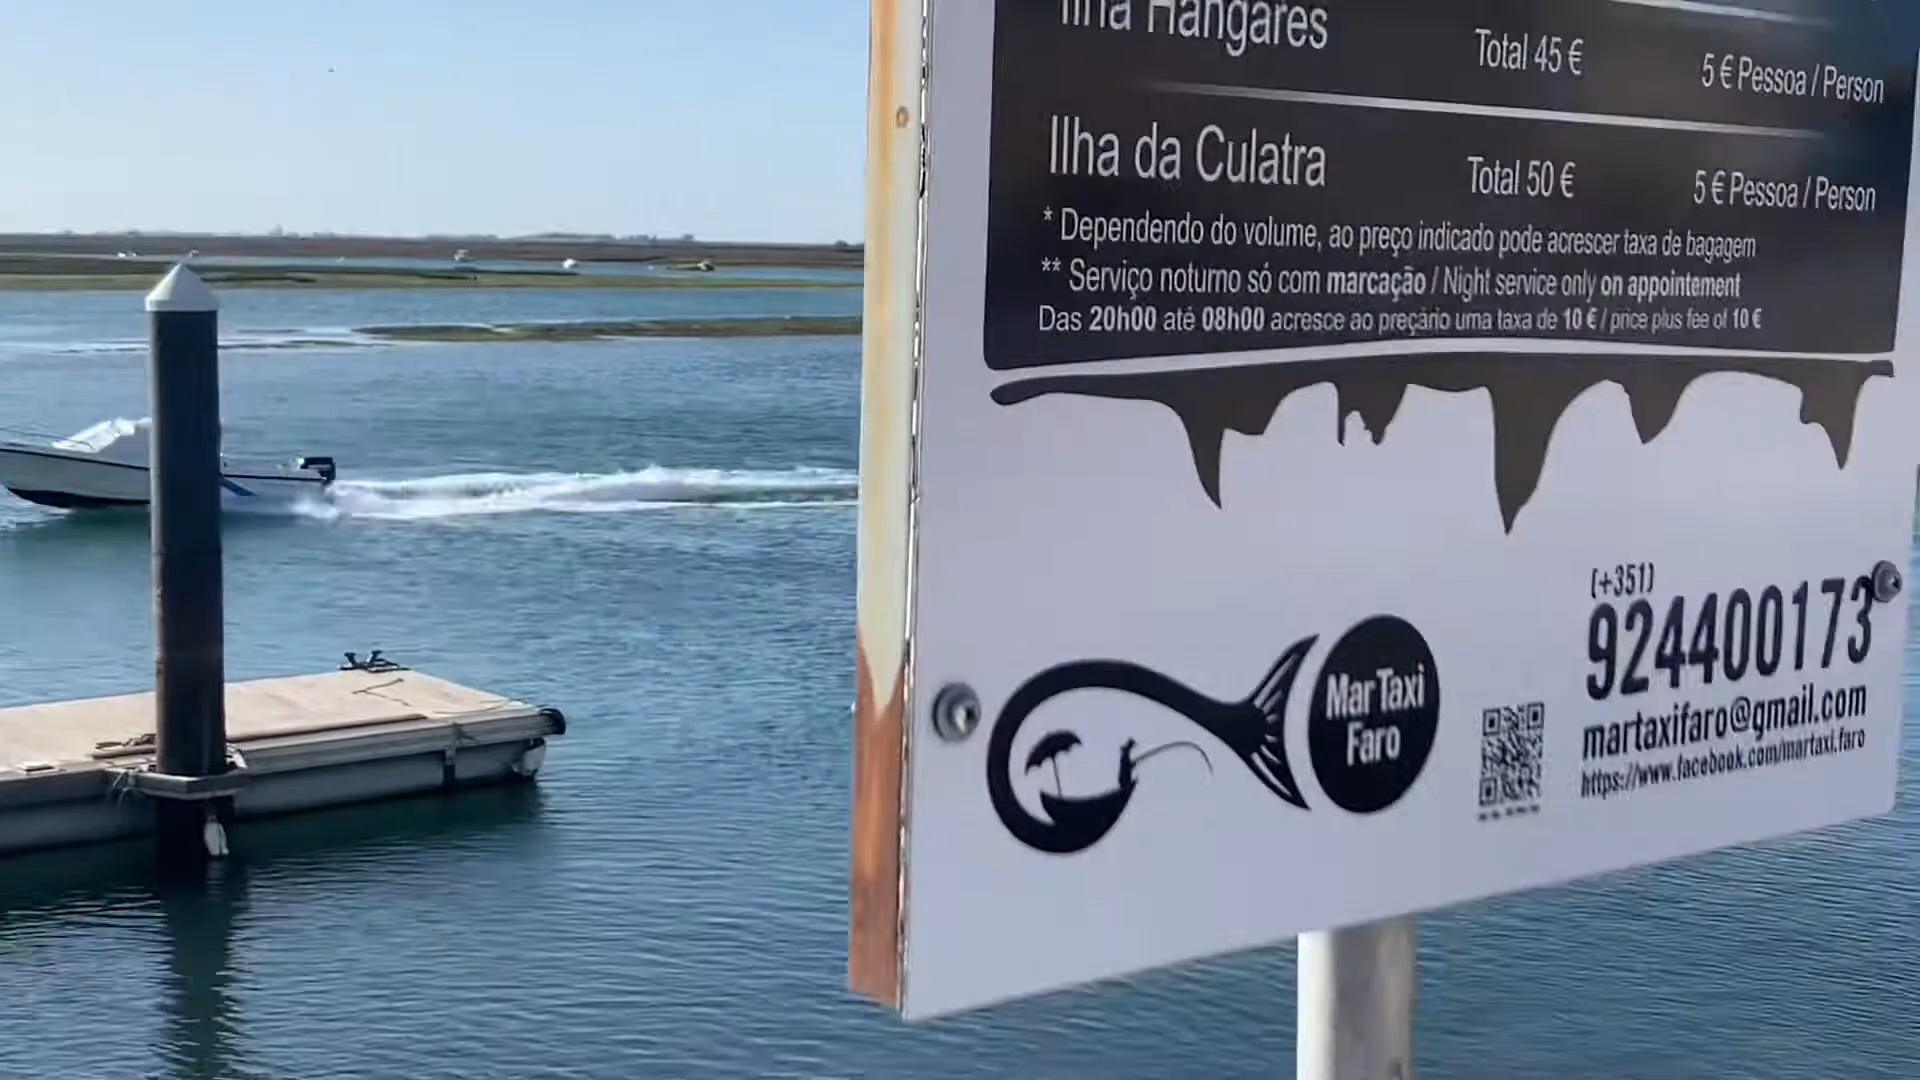 Ilha Hangares Total 45 € 5 € Pessoa / Person
Ilha da Culatra Total 50 € 5 € Pessoa / Person
* Dependendo do volume, ao preço indicado pode acrescer taxa de bagagem
** Serviço noturno só com marcação / Night service only on appointement
Das 20h00 até 08h00 acresce ao preçário uma taxa de 10 € / price plus fee of 10 €
(+351)
924400173
martaxifaro@gmail.com
https://www.facebook.com/martaxi.faro
Mar Taxi
Faro